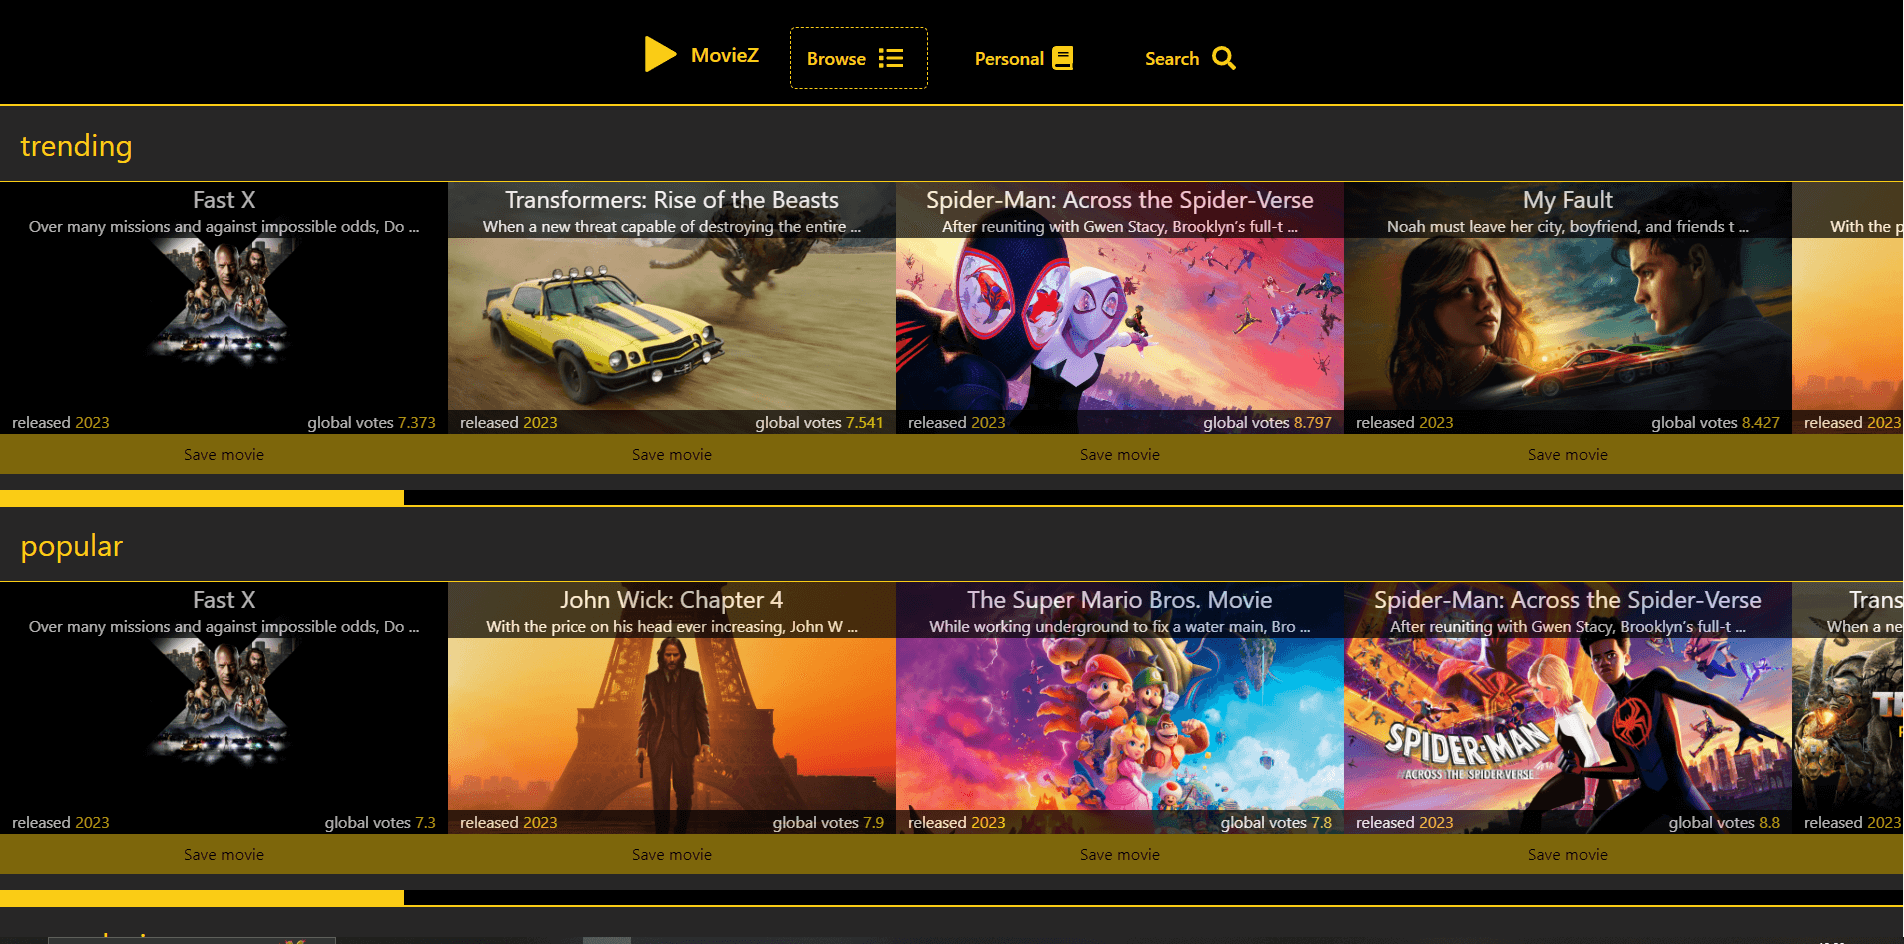 MovieZ
Browse
Personal
Search
trending
Fast X
Over many missions and against impossible odds, Do ...
released 2023
global votes 7.373
Save movie
Transformers: Rise of the Beasts
When a new threat capable of destroying the entire ...
released 2023
global votes 7.541
Save movie
Spider-Man: Across the Spider-Verse
After reuniting with Gwen Stacy, Brooklyn’s full-t ...
released 2023
global votes 8.797
Save movie
My Fault
Noah must leave her city, boyfriend, and friends t ...
released 2023
global votes 8.427
Save movie
With the p
released 2023
popular
Fast X
Over many missions and against impossible odds, Do ...
released 2023
global votes 7.3
Save movie
John Wick: Chapter 4
With the price on his head ever increasing, John W ...
released 2023
global votes 7.9
Save movie
The Super Mario Bros. Movie
While working underground to fix a water main, Bro ...
released 2023
global votes 7.8
Save movie
Spider-Man: Across the Spider-Verse
After reuniting with Gwen Stacy, Brooklyn’s full-t ...
SPIDER-MAN
ACROSS THE SPIDER-VERSE
released 2023
global votes 8.8
Save movie
Trans
When a ne
released 2023